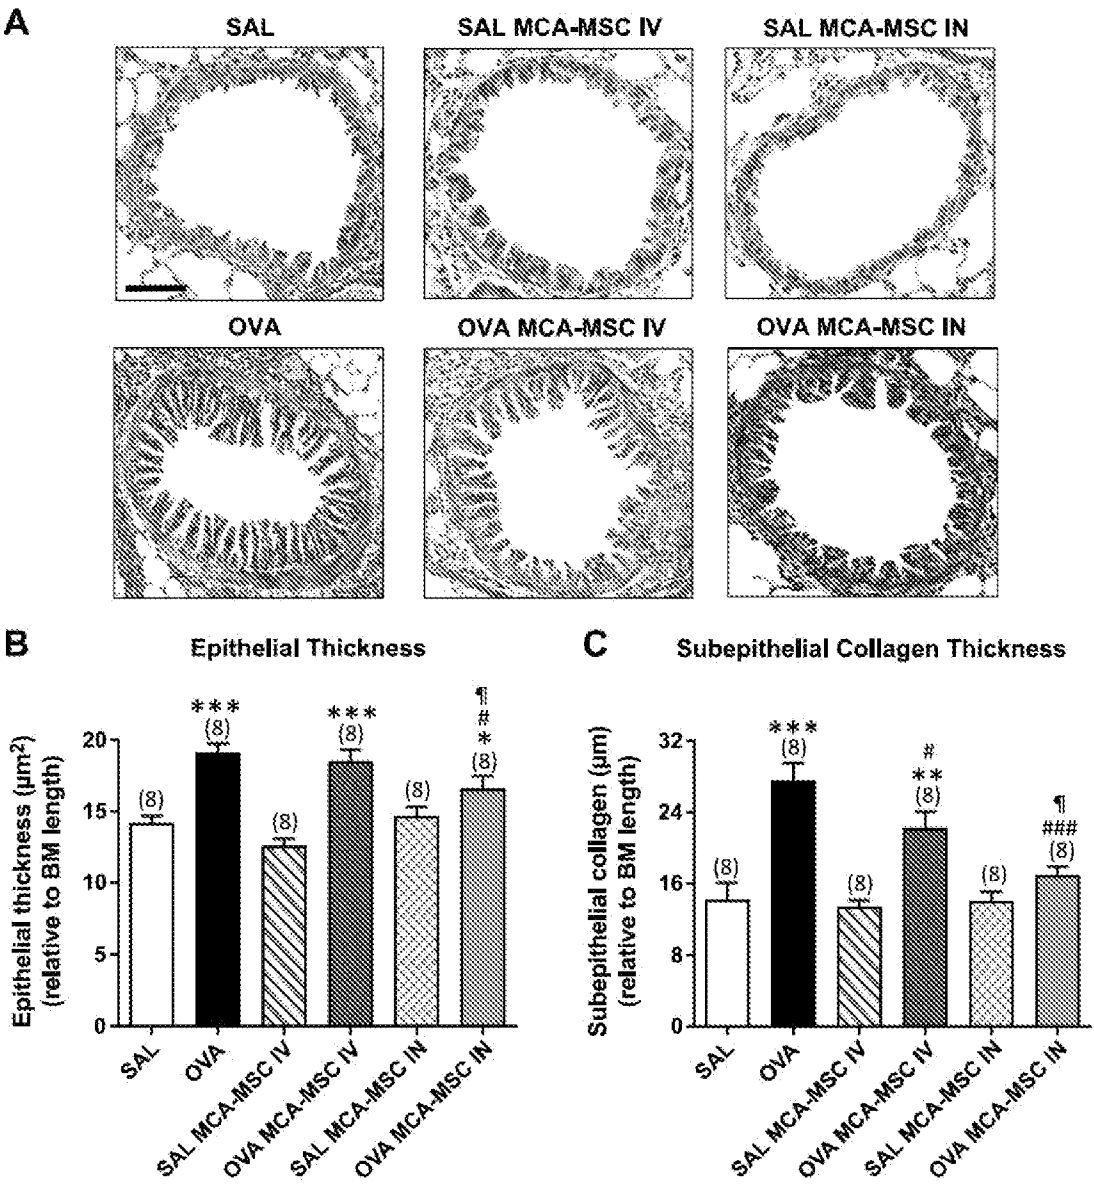 A
SAL
SAL MCA-MSC IV
SAL MCA-MSC IN
OVA
OVA MCA-MSC IV
OVA MCA-MSC IN
B
Epithelial Thickness
Epithelial thickness (µm²)
(relative to BM length)
20
15
10
5
0
(8)
***
(8)
(8)
***
(8)
(8)
¶
#
*
(8)
SAL
OVA
SAL MCA-MSC IV
OVA MCA-MSC IV
SAL MCA-MSC IN
OVA MCA-MSC IN
C
Subepithelial Collagen Thickness
Subepithelial collagen (µm)
(relative to BM length)
32
24
16
8
0
(8)
***
(8)
(8)
#
**
(8)
(8)
¶
###
(8)
SAL
OVA
SAL MCA-MSC IV
OVA MCA-MSC IV
SAL MCA-MSC IN
OVA MCA-MSC IN